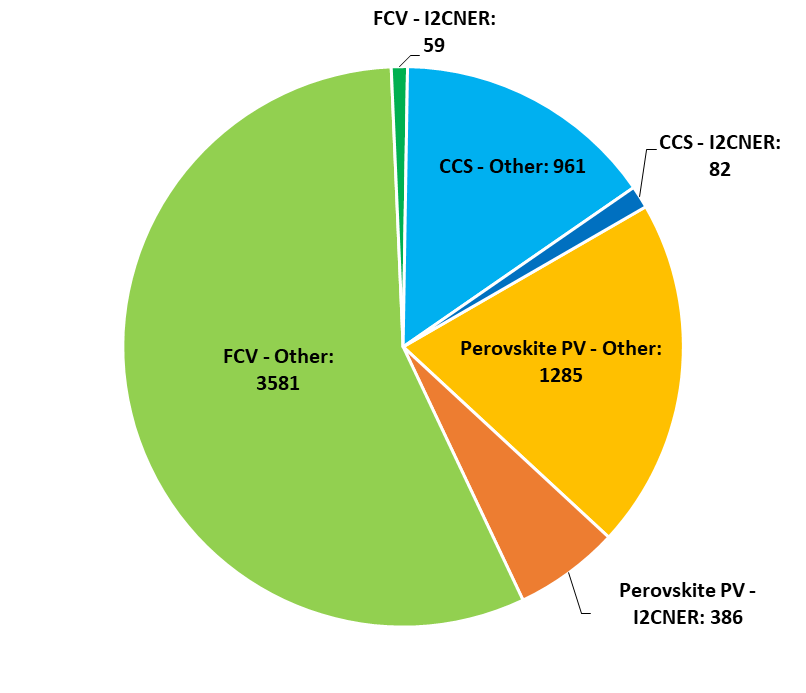 FCV - I2CNER:
59
CCS - Other: 961
CCS - I2CNER:
82
Perovskite PV - Other:
1285
FCV - Other:
3581
Perovskite PV -
I2CNER: 386